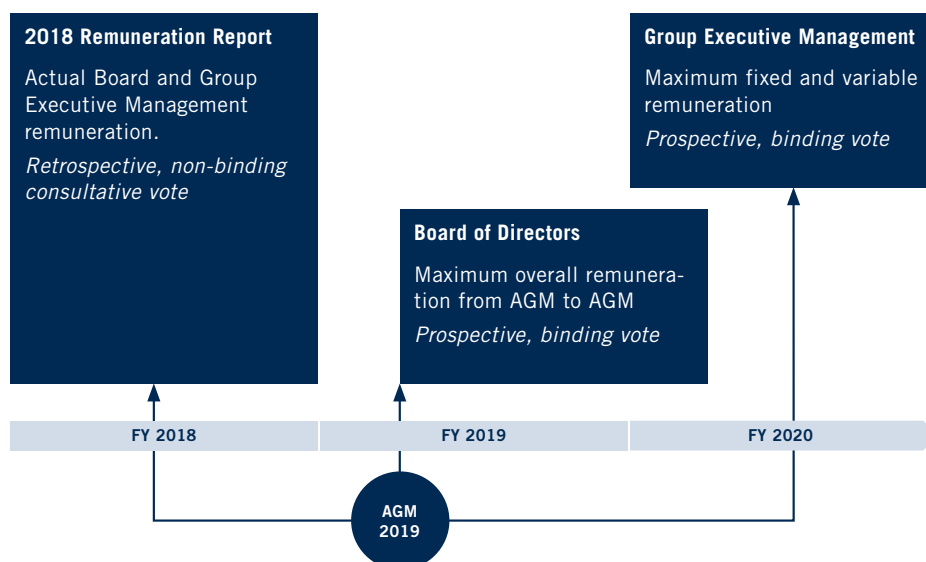 2018 Remuneration Report
Actual Board and Group
Executive Management
remuneration.
Retrospective, non-binding
consultative vote
Group Executive Management
Maximum fixed and variable
remuneration
Prospective, binding vote
Board of Directors
Maximum overall remunera-
tion from AGM to AGM
Prospective, binding vote
FY 2018
FY 2019
FY 2020
AGM
2019